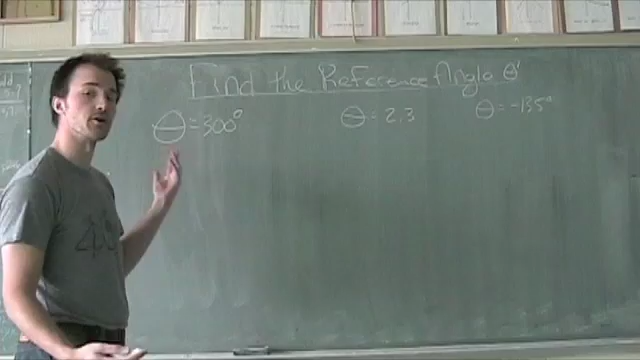 Find the Reference Angle θ'
θ = 300° θ = 2.3 θ = -135°